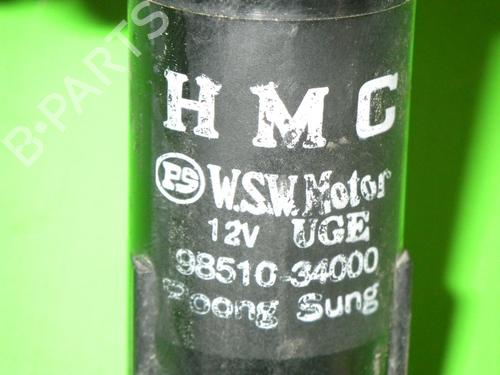 B-PARTS
HMC
PS W.S.W. Motor
12V UGE
98510-34000
Poong Sung